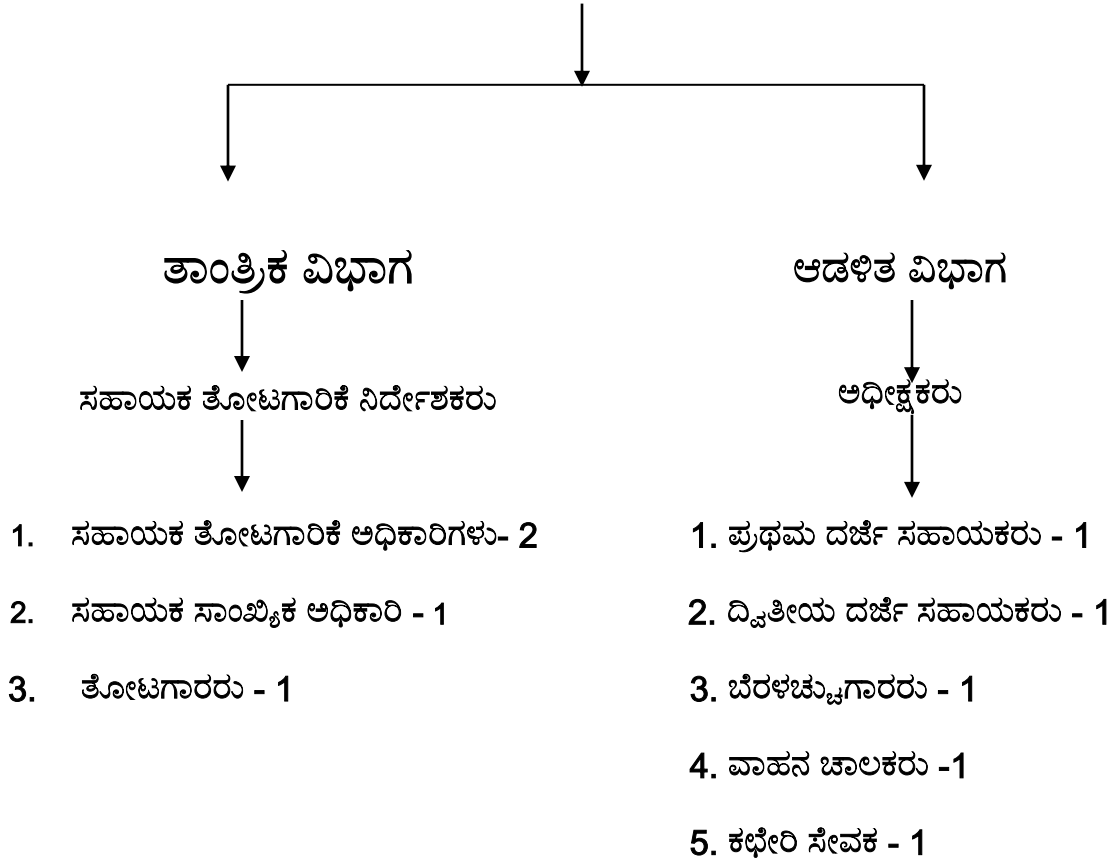 ತಾಂತ್ರಿಕ ವಿಭಾಗ
ಸಹಾಯಕ ತೋಟಗಾರಿಕೆ ನಿರ್ದೇಶಕರು
1. ಸಹಾಯಕ ತೋಟಗಾರಿಕೆ ಅಧಿಕಾರಿಗಳು- 2
2. ಸಹಾಯಕ ಸಾಂಖ್ಯಿಕ ಅಧಿಕಾರಿ - 1
3. ತೋಟಗಾರರು - 1
ಆಡಳಿತ ವಿಭಾಗ
ಅಧೀಕ್ಷಕರು
1. ಪ್ರಥಮ ದರ್ಜೆ ಸಹಾಯಕರು - 1
2. ದ್ವಿತೀಯ ದರ್ಜೆ ಸಹಾಯಕರು - 1
3. ಬೆರಳಚ್ಚುಗಾರರು - 1
4. ವಾಹನ ಚಾಲಕರು -1
5. ಕಛೇರಿ ಸೇವಕ - 1